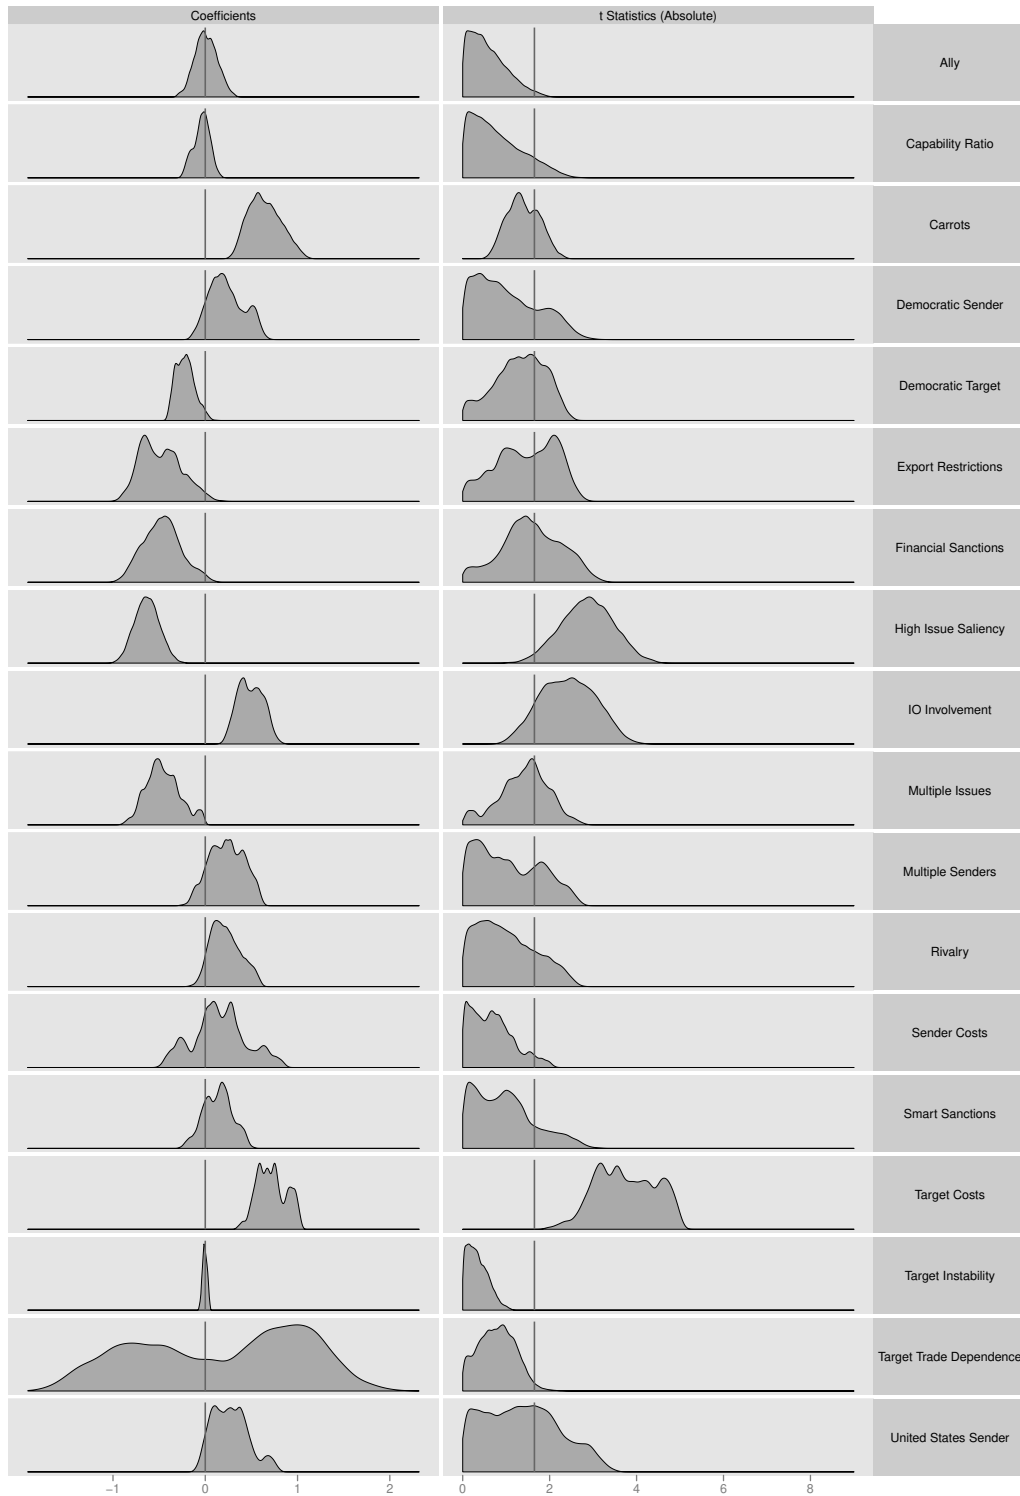 Coefficients
t Statistics (Absolute)
Ally
Capability Ratio
Carrots
Democratic Sender
Democratic Target
Export Restrictions
Financial Sanctions
High Issue Saliency
IO Involvement
Multiple Issues
Multiple Senders
Rivalry
Sender Costs
Smart Sanctions
Target Costs
Target Instability
Target Trade Dependence
United States Sender
−1 0 1 2
0 2 4 6 8